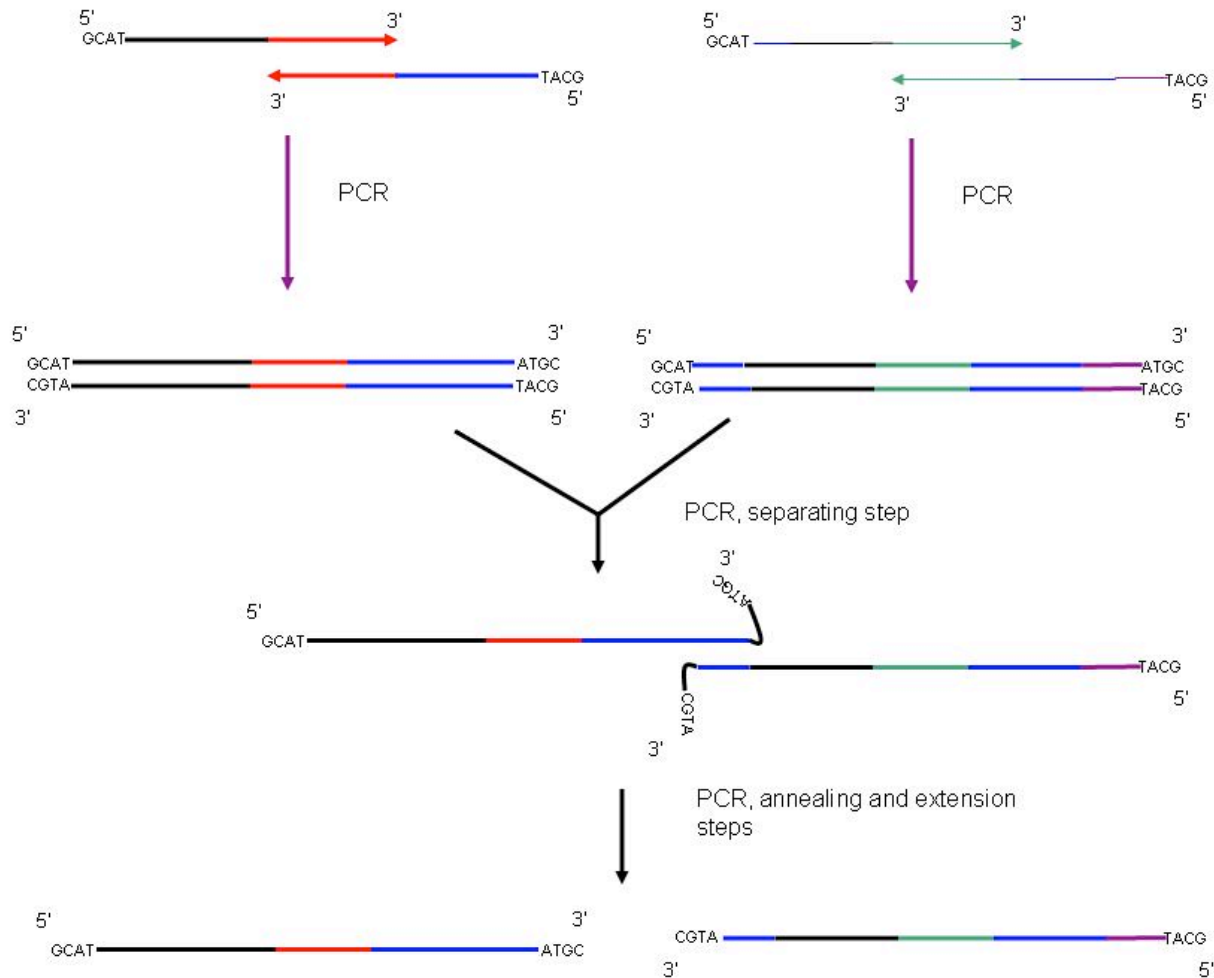 5'
3'
GCAT
TACG
3'
5'
5'
3'
GCAT
TACG
3'
5'
PCR
PCR
5'
3'
GCAT
ATGC
CGTA
TACG
3'
5'
5'
3'
GCAT
ATGC
CGTA
TACG
3'
5'
PCR, separating step
3'
ATGC
5'
GCAT
TACG
5'
CGTA
3'
PCR, annealing and extension
steps
5'
3'
GCAT
ATGC
CGTA
TACG
3'
5'